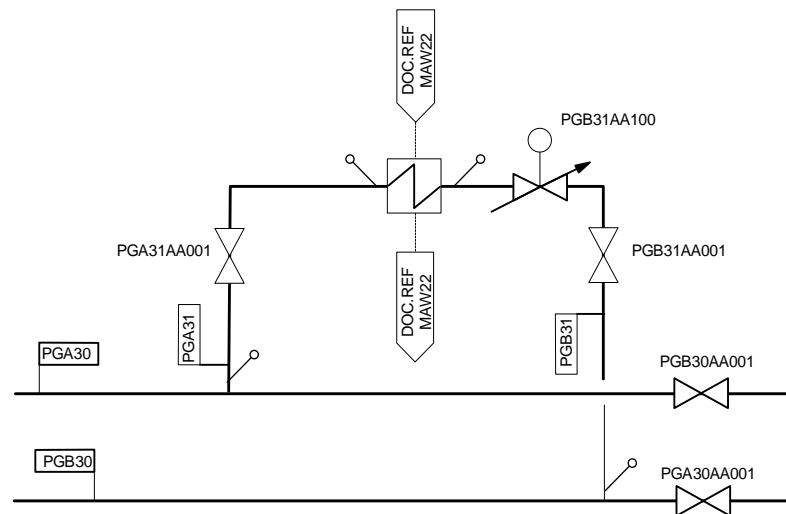 DOC.REF
MAW22
PGB31AA100
PGA31AA001
PGB31AA001
DOC.REF
MAW22
PGA31
PGB31
PGA30
PGB30AA001
PGB30
PGA30AA001